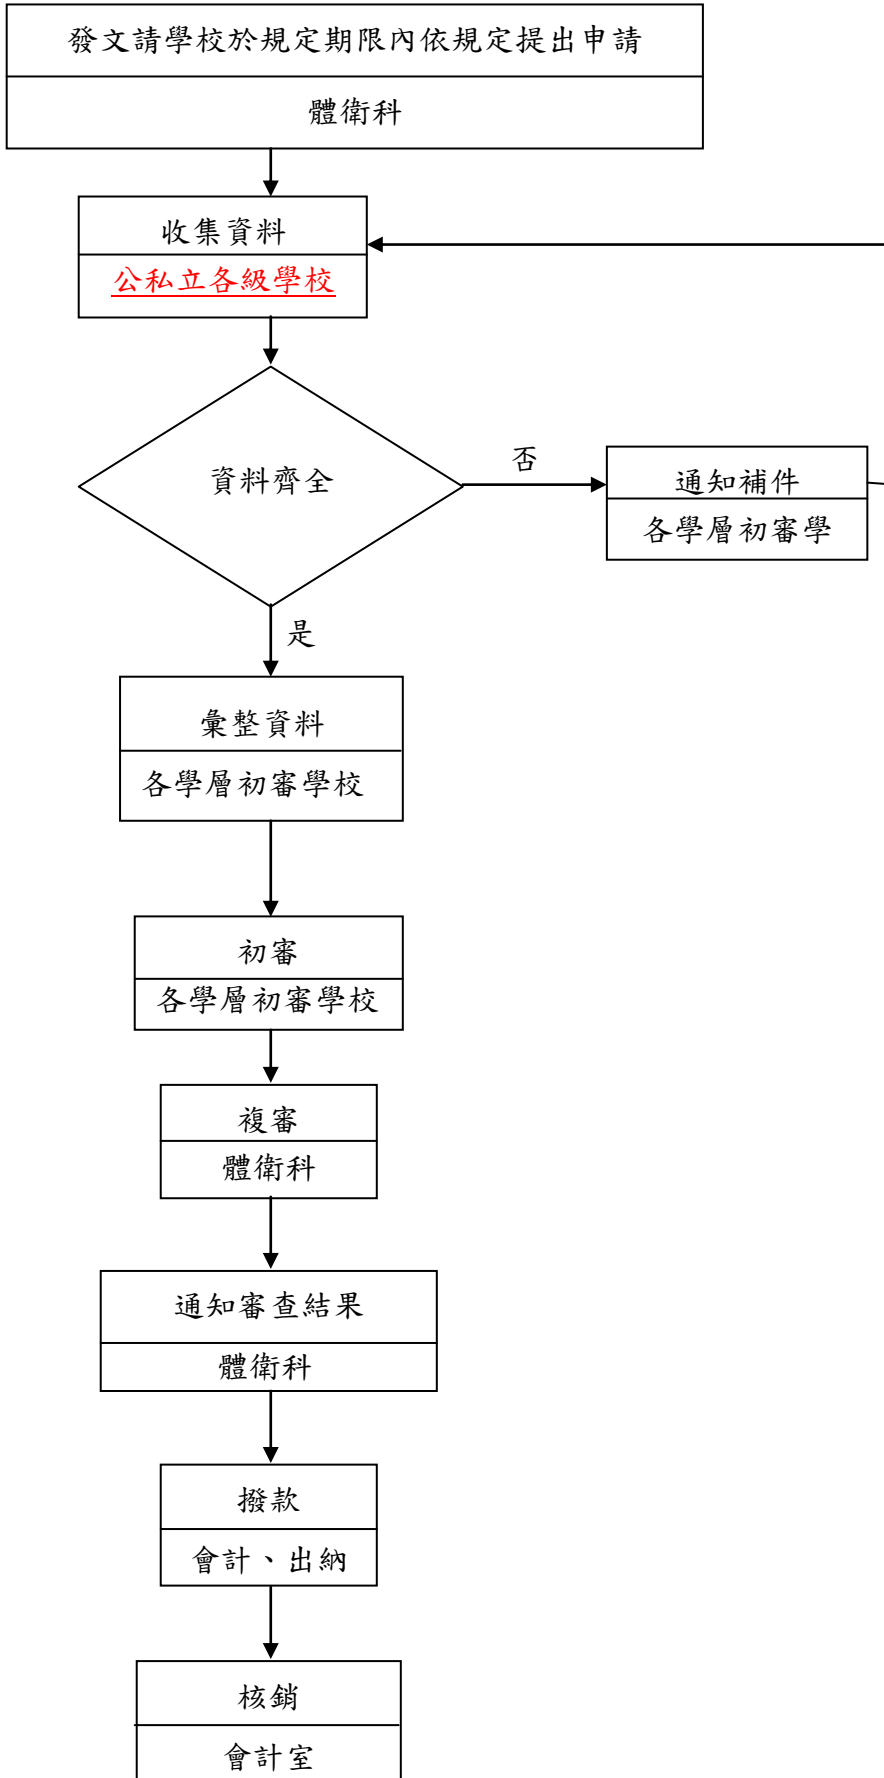 發文請學校於規定期限內依規定提出申請
體衛科
收集資料
公私立各級學校
資料齊全
否
通知補件
各學層初審學
是
彙整資料
各學層初審學校
初審
各學層初審學校
複審
體衛科
通知審查結果
體衛科
撥款
會計、出納
核銷
會計室